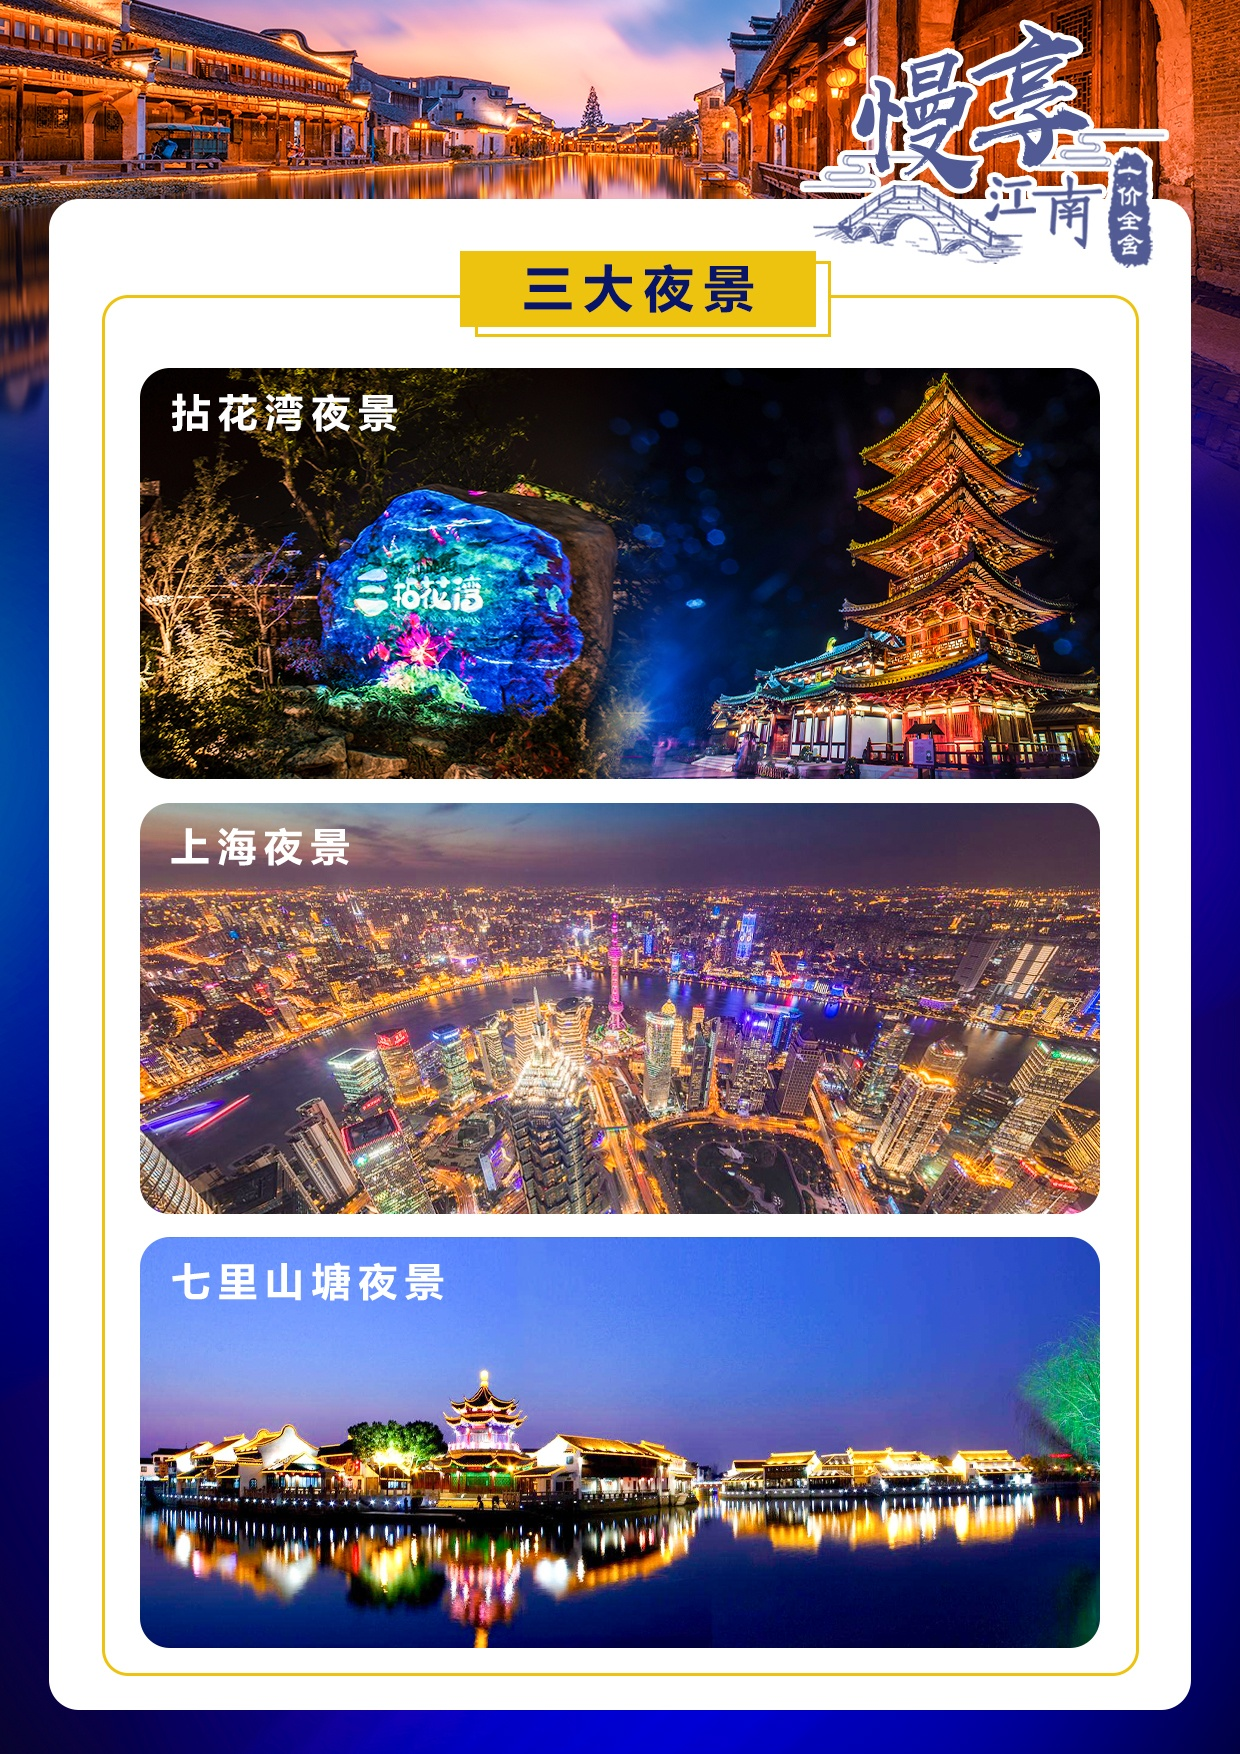 慢享
江南
一价全含
三大夜景
拈花湾夜景
拈花湾
上海夜景
七里山塘夜景